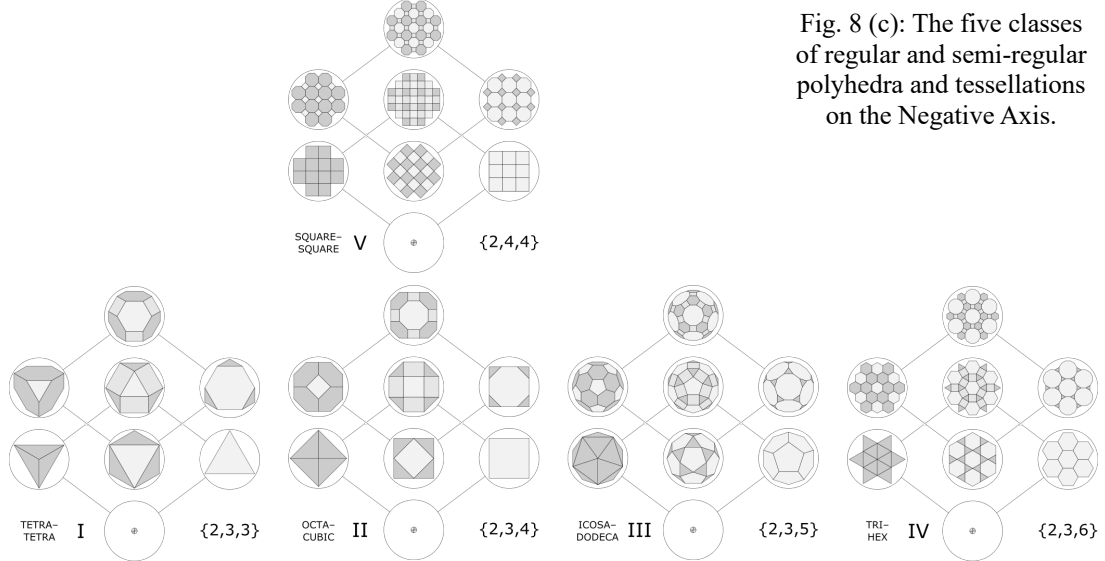 Fig. 8 (c): The five classes
of regular and semi-regular
polyhedra and tessellations
on the Negative Axis.
SQUARE–
SQUARE
V
{2,4,4}
TETRA–
TETRA
I
{2,3,3}
OCTA–
CUBIC
II
{2,3,4}
ICOSA–
DODECA
III
{2,3,5}
TRI–
HEX
IV
{2,3,6}